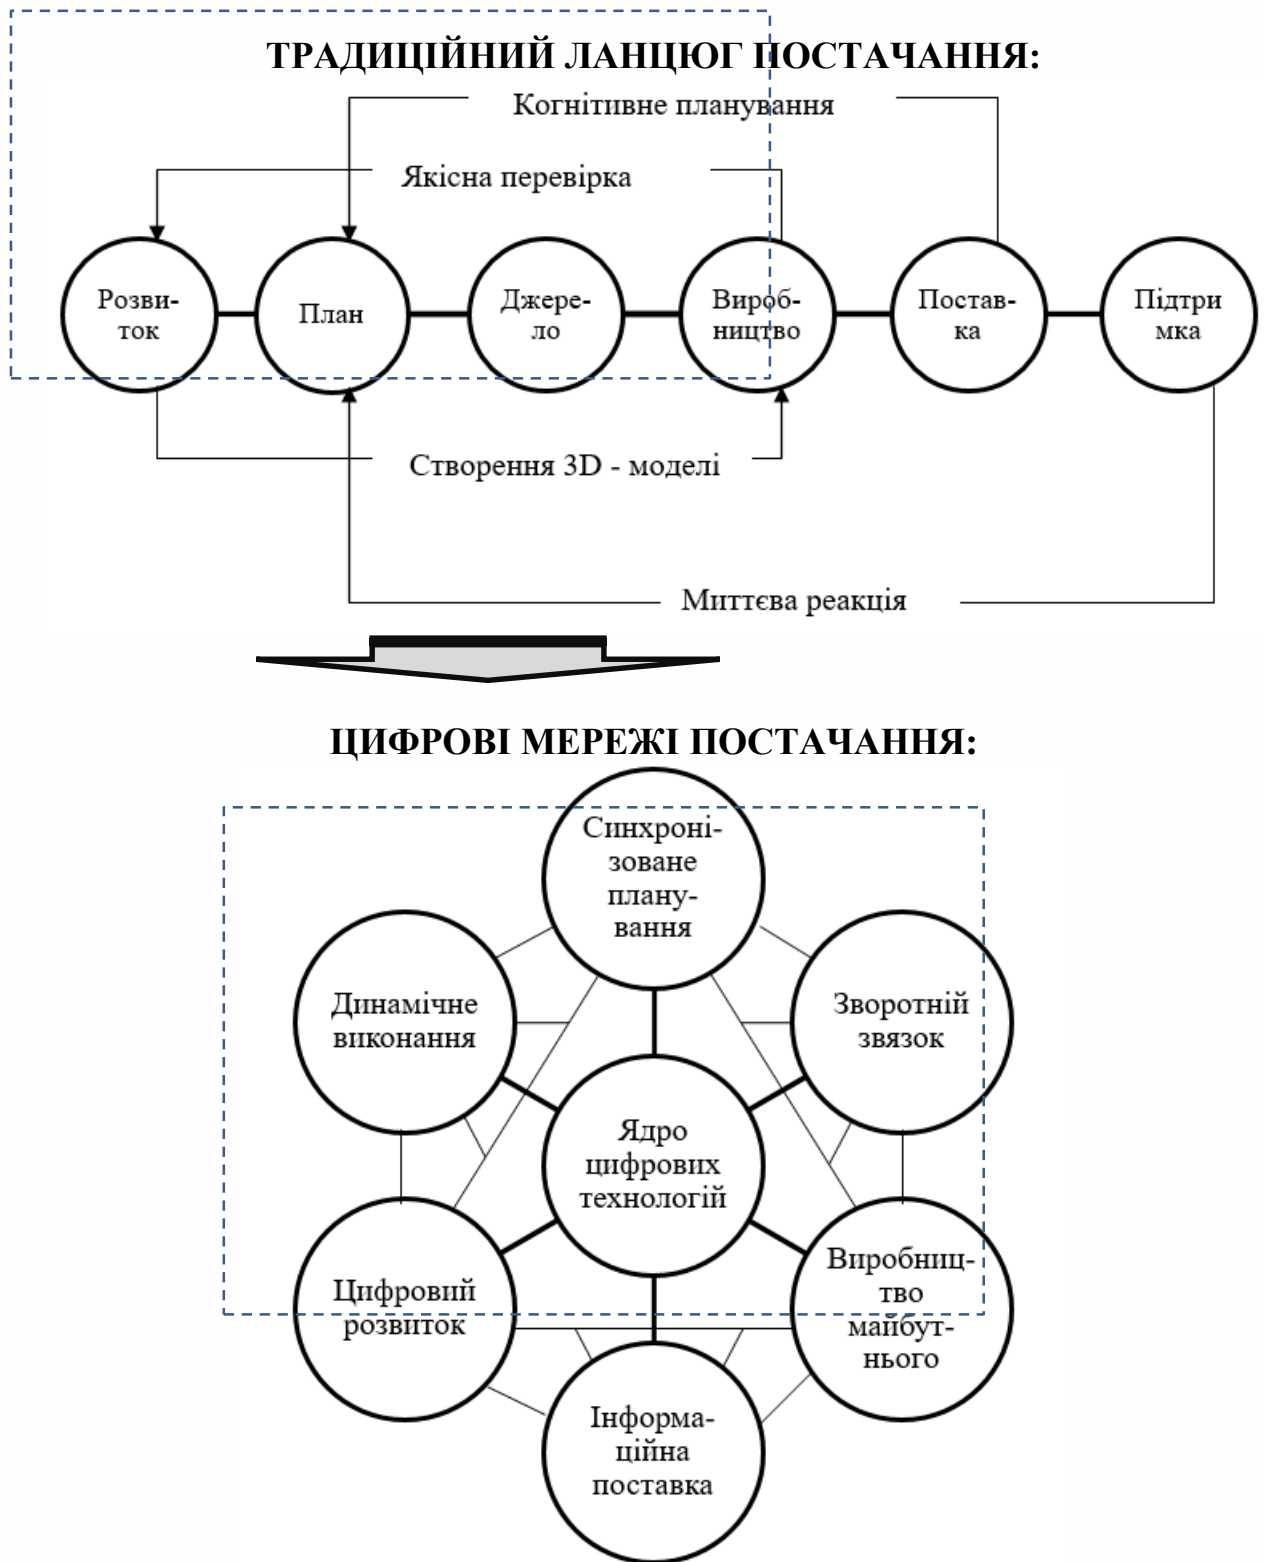 ТРАДИЦІЙНИЙ ЛАНЦЮГ ПОСТАЧАННЯ:
Когнітивне планування
Якісна перевірка
Розви-
ток
План
Джере-
ло
Вироб-
ництво
Постав-
ка
Підтри
мка
Створення 3D - моделі
Миттєва реакція
ЦИФРОВІ МЕРЕЖІ ПОСТАЧАННЯ:
Синхроні-
зоване
плану-
вання
Динамічне
виконання
Зворотній
звязок
Ядро
цифрових
технологій
Цифровий
розвиток
Виробниц-
тво
майбут-
нього
Інформа-
ційна
поставка